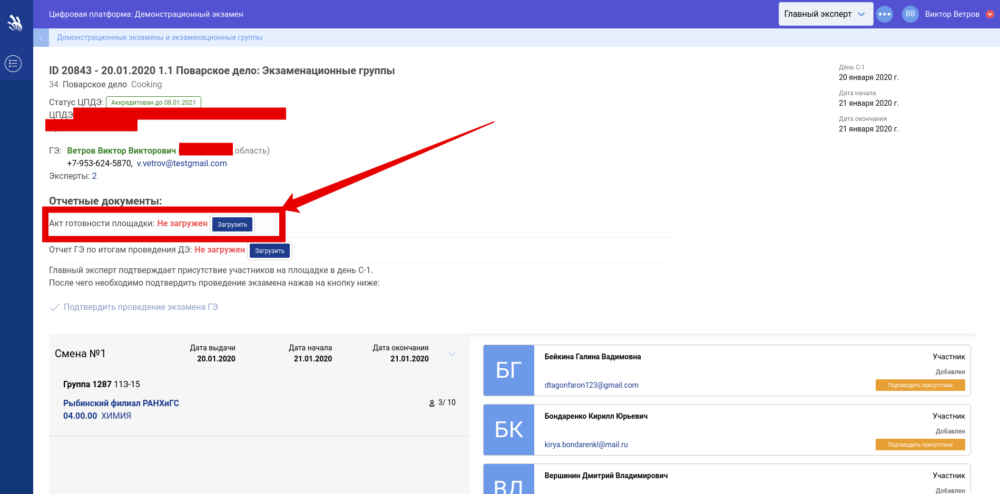 Цифровая платформа: Демонстрационный экзамен
Главный эксперт
ВВ
Виктор Ветров
Демонстрационные экзамены и экзаменационные группы
ID 20843 - 20.01.2020 1.1 Поварское дело: Экзаменационные группы
34 Поварское дело Cooking
Статус ЦПДЭ: Аккредитован до 08.01.2021
ЦПДЭ
ГЭ: Ветров Виктор Викторович область)
+7-953-624-5870, v.vetrov@testgmail.com
Эксперты: 2
День С-1
20 января 2020 г.
Дата начала
21 января 2020 г.
Дата окончания
21 января 2020 г.
Отчетные документы:
Акт готовности площадки: Не загружен Загрузить
Отчет ГЭ по итогам проведения ДЭ: Не загружен Загрузить
Главный эксперт подтверждает присутствие участников на площадке в день С-1.
После чего необходимо подтвердить проведение экзамена нажав на кнопку ниже:
Подтвердить проведение экзамена ГЭ
Смена №1
Дата выдачи
20.01.2020
Дата начала
21.01.2020
Дата окончания
21.01.2020
Группа 1287 11З-15
Рыбинский филиал РАНХиГС
3/ 10
04.00.00 ХИМИЯ
БГ
Бейкина Галина Вадимовна
Участник
Добавлен
dtagonfaron123@gmail.com
Подтвердить присутствие
БК
Бондаренко Кирилл Юрьевич
Участник
Добавлен
kirya.bondarenkl@mail.ru
Подтвердить присутствие
ВД
Вершинин Дмитрий Владимирович
Участник
Добавлен